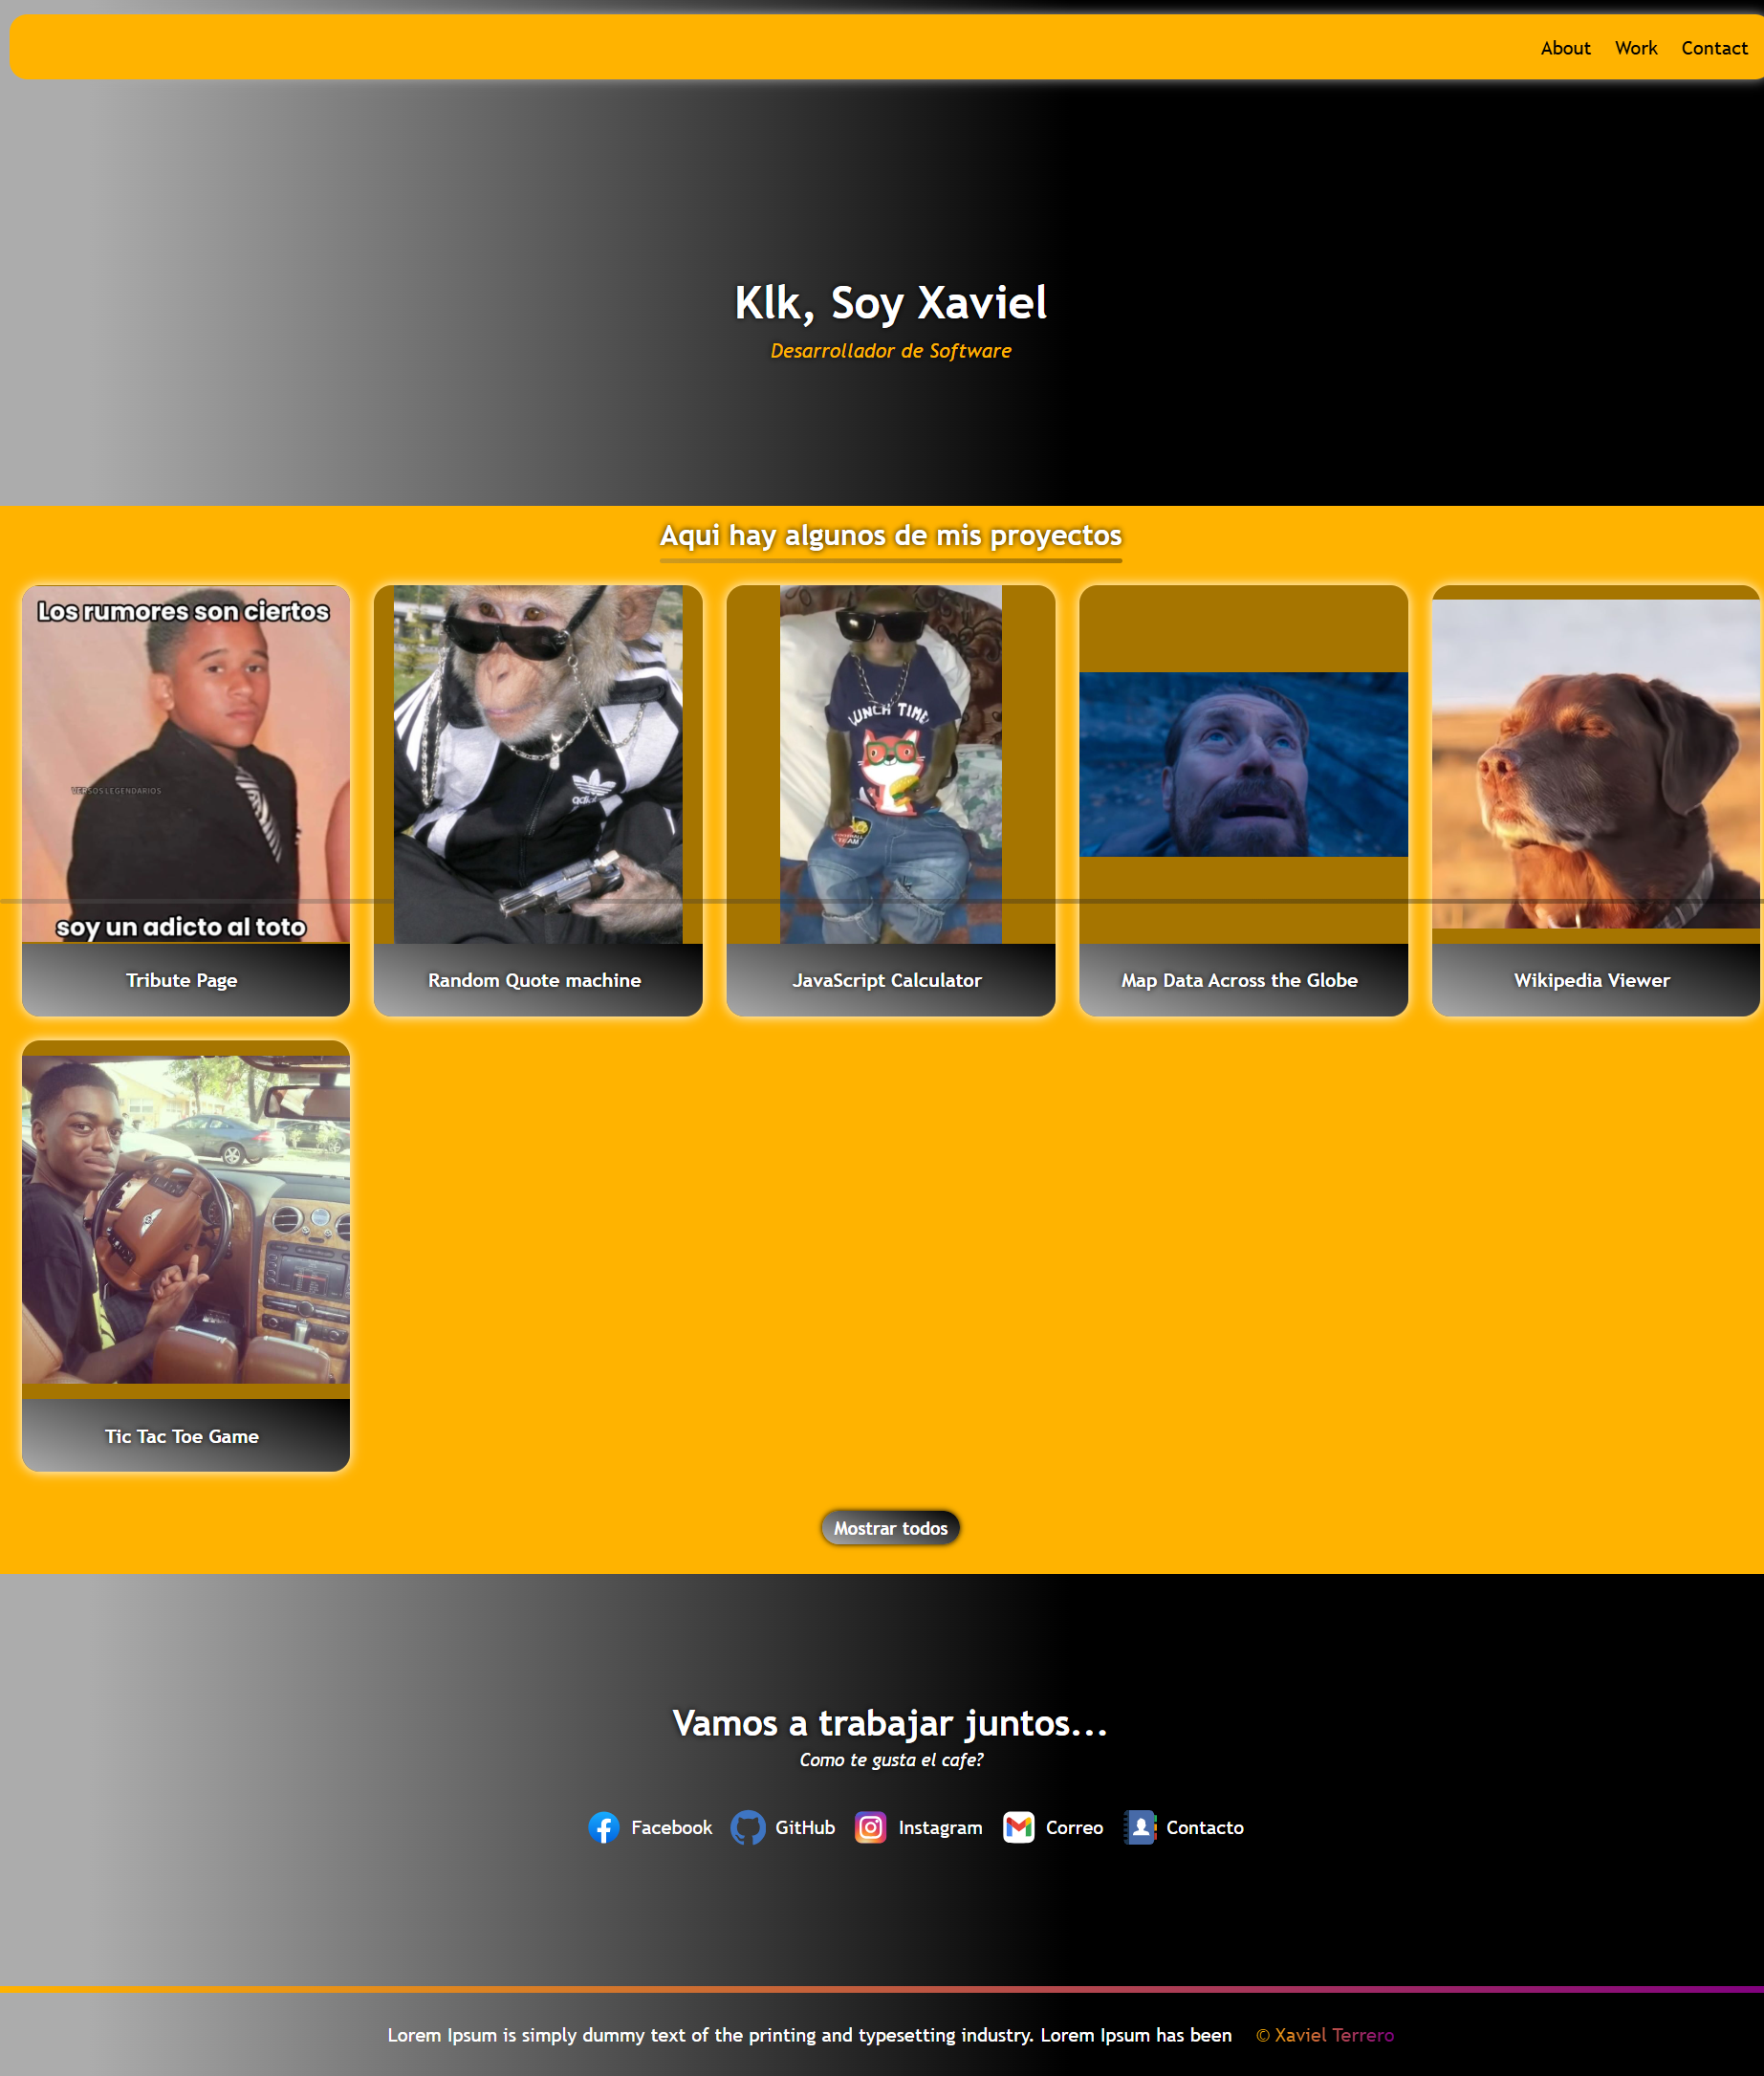 About Work Contact
Klk, Soy Xaviel
Desarrollador de Software
Aqui hay algunos de mis proyectos
Los rumores son ciertos
VERSOS LEGENDARIOS
soy un adicto al toto
adidas
LUNCH TIME
TEAM
Tribute Page
Random Quote machine
JavaScript Calculator
Map Data Across the Globe
Wikipedia Viewer
Tic Tac Toe Game
Mostrar todos
Vamos a trabajar juntos...
Como te gusta el cafe?
Facebook GitHub Instagram Correo Contacto
Lorem Ipsum is simply dummy text of the printing and typesetting industry. Lorem Ipsum has been © Xaviel Terrero